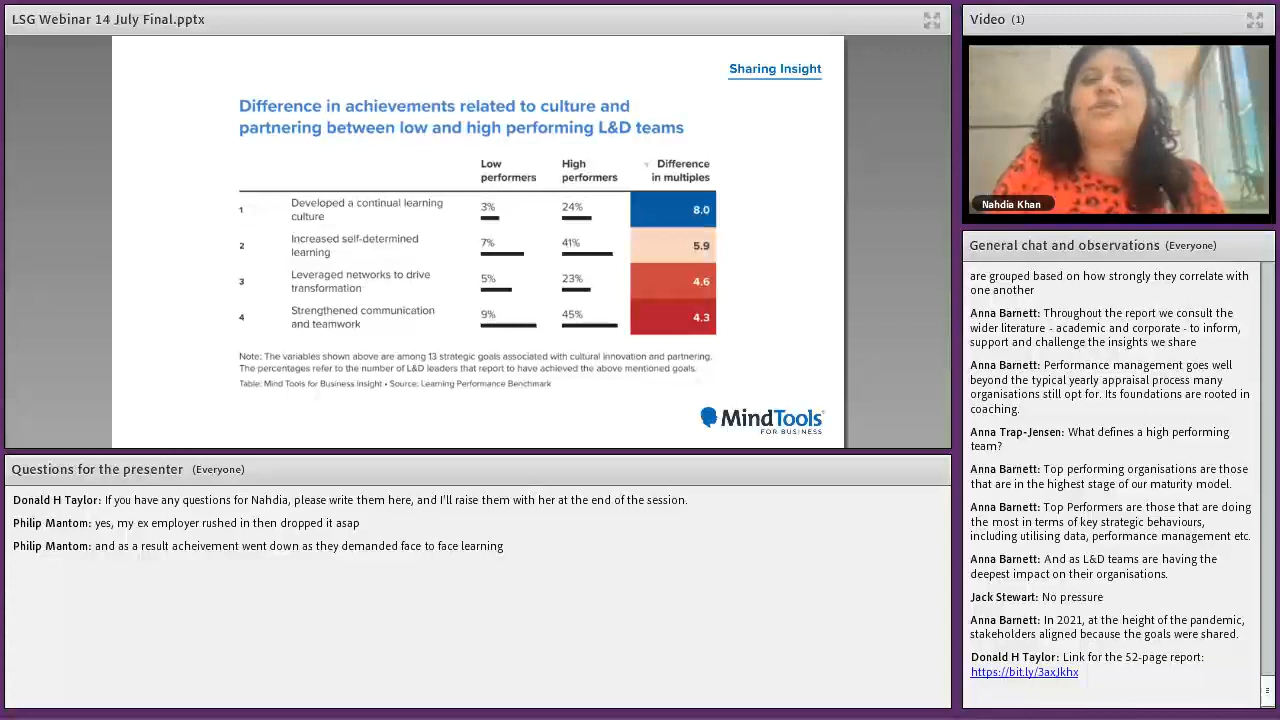 LSG Webinar 14 July Final.pptx
Sharing Insight
Difference in achievements related to culture and
partnering between low and high performing L&D teams
Low performers
High performers
Difference in multiples
1 Developed a continual learning culture 3% 24% 8.0
2 Increased self-determined learning 7% 41% 5.9
3 Leveraged networks to drive transformation 5% 23% 4.6
4 Strengthened communication and teamwork 9% 45% 4.3
Note: The variables shown above are among 13 strategic goals associated with cultural innovation and partnering.
The percentages refer to the number of L&D leaders that report to have achieved the above mentioned goals.
Table: Mind Tools for Business Insight • Source: Learning Performance Benchmark
MindTools
FOR BUSINESS
Questions for the presenter (Everyone)
Donald H Taylor: If you have any questions for Nahdia, please write them here, and I'll raise them with her at the end of the session.
Philip Mantom: yes, my ex employer rushed in then dropped it asap
Philip Mantom: and as a result acheivement went down as they demanded face to face learning
Video (1)
Nahdia Khan
General chat and observations (Everyone)
are grouped based on how strongly they correlate with
one another
Anna Barnett: Throughout the report we consult the
wider literature - academic and corporate - to inform,
support and challenge the insights we share
Anna Barnett: Performance management goes well
beyond the typical yearly appraisal process many
organisations still opt for. Its foundations are rooted in
coaching.
Anna Trap-Jensen: What defines a high performing
team?
Anna Barnett: Top performing organisations are those
that are in the highest stage of our maturity model.
Anna Barnett: Top Performers are those that are doing
the most in terms of key strategic behaviours,
including utilising data, performance management etc.
Anna Barnett: And as L&D teams are having the
deepest impact on their organisations.
Jack Stewart: No pressure
Anna Barnett: In 2021, at the height of the pandemic,
stakeholders aligned because the goals were shared.
Donald H Taylor: Link for the 52-page report:
https://bit.ly/3axJkhx